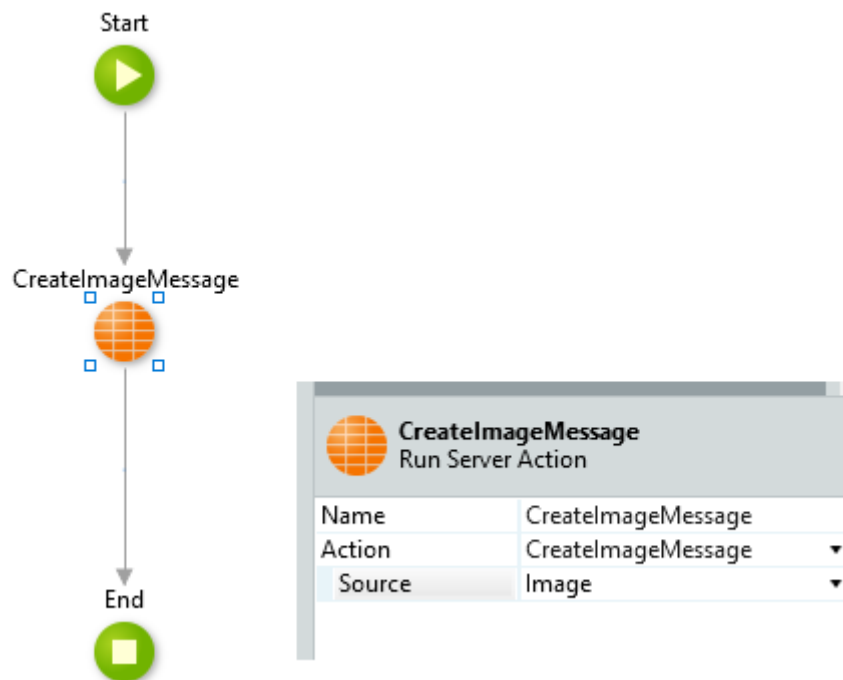 Start
CreateImageMessage
End
CreateImageMessage
Run Server Action
Name CreateImageMessage
Action CreateImageMessage
Source Image